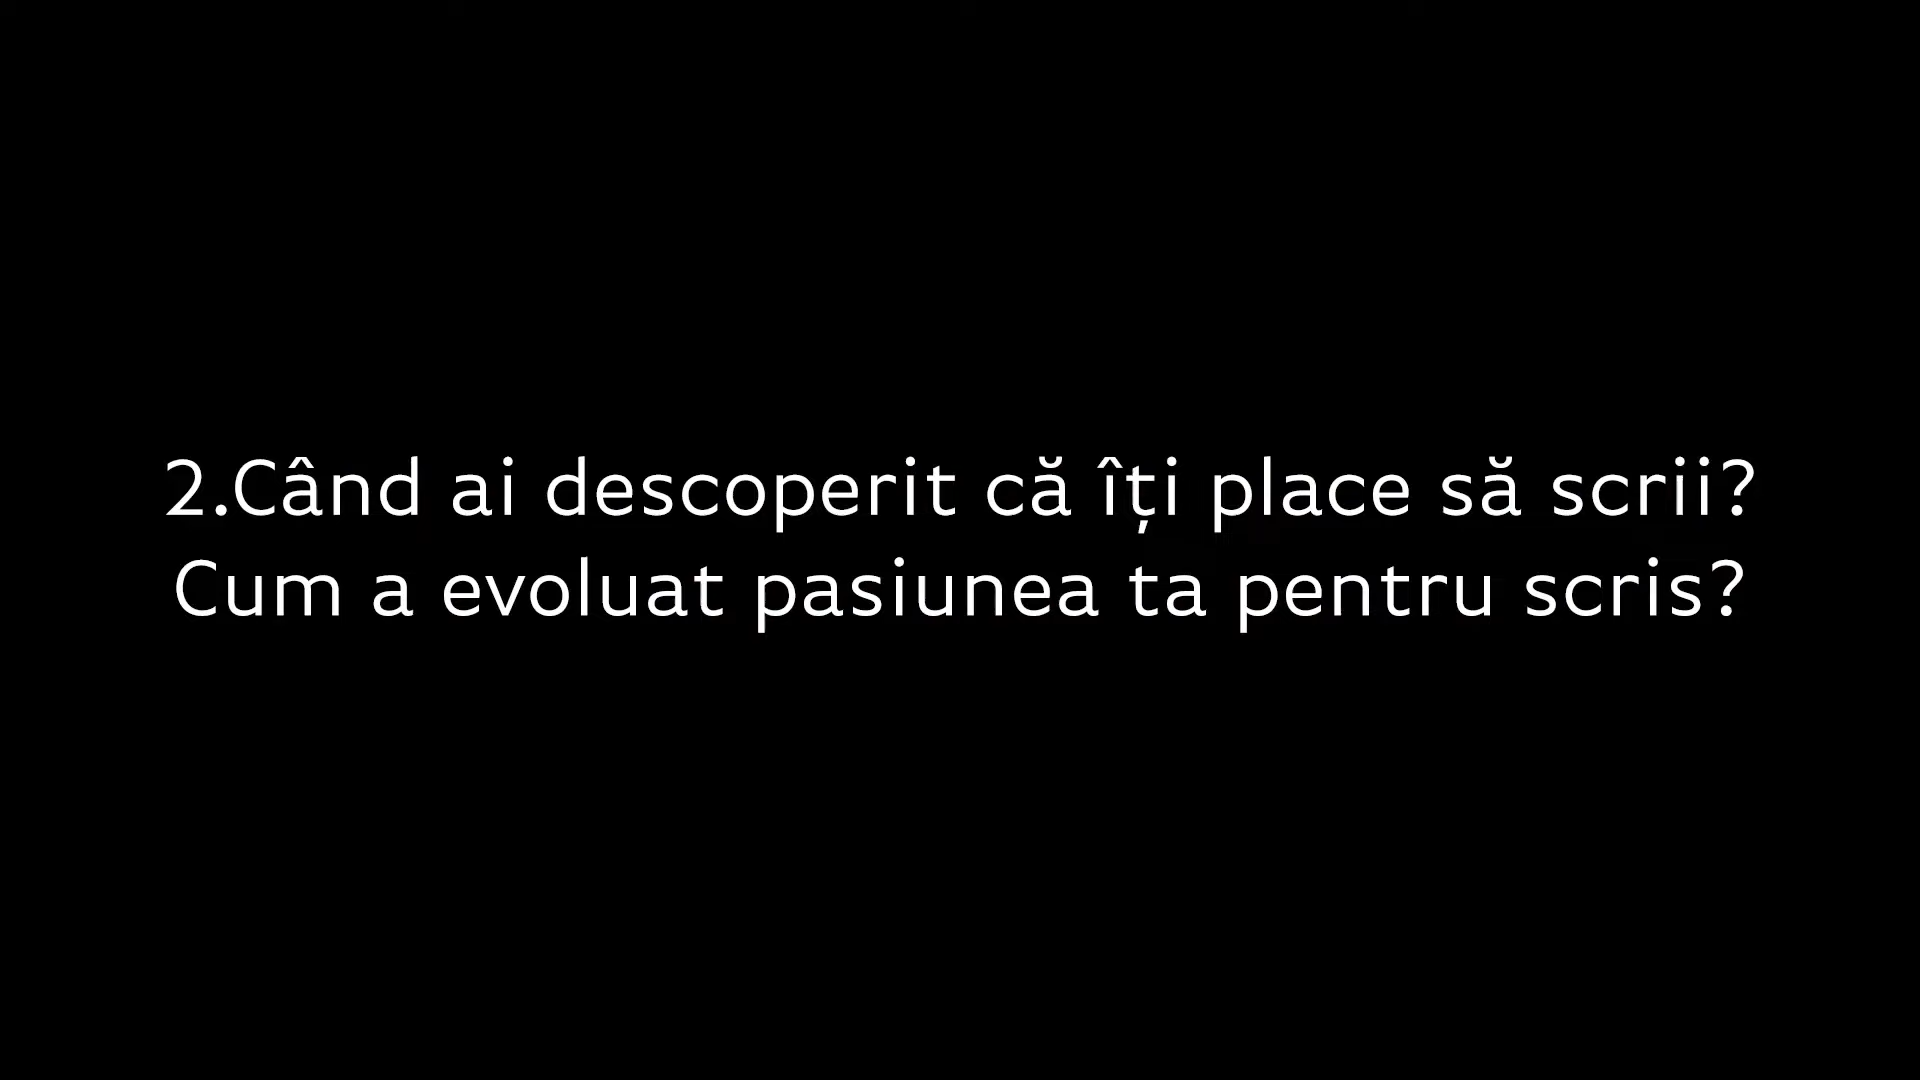 2.Când ai descoperit că îți place să scrii?
Cum a evoluat pasiunea ta pentru scris?